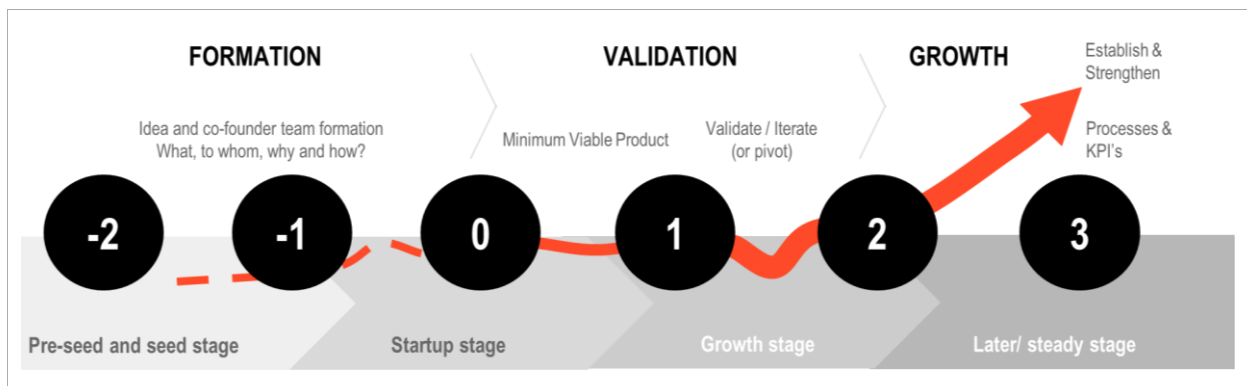 FORMATION
VALIDATION
GROWTH
Establish &
Strengthen
Idea and co-founder team formation
What, to whom, why and how?
Minimum Viable Product
Validate / Iterate
(or pivot)
Processes &
KPI's
-2
-1
0
1
2
3
Pre-seed and seed stage
Startup stage
Growth stage
Later/ steady stage